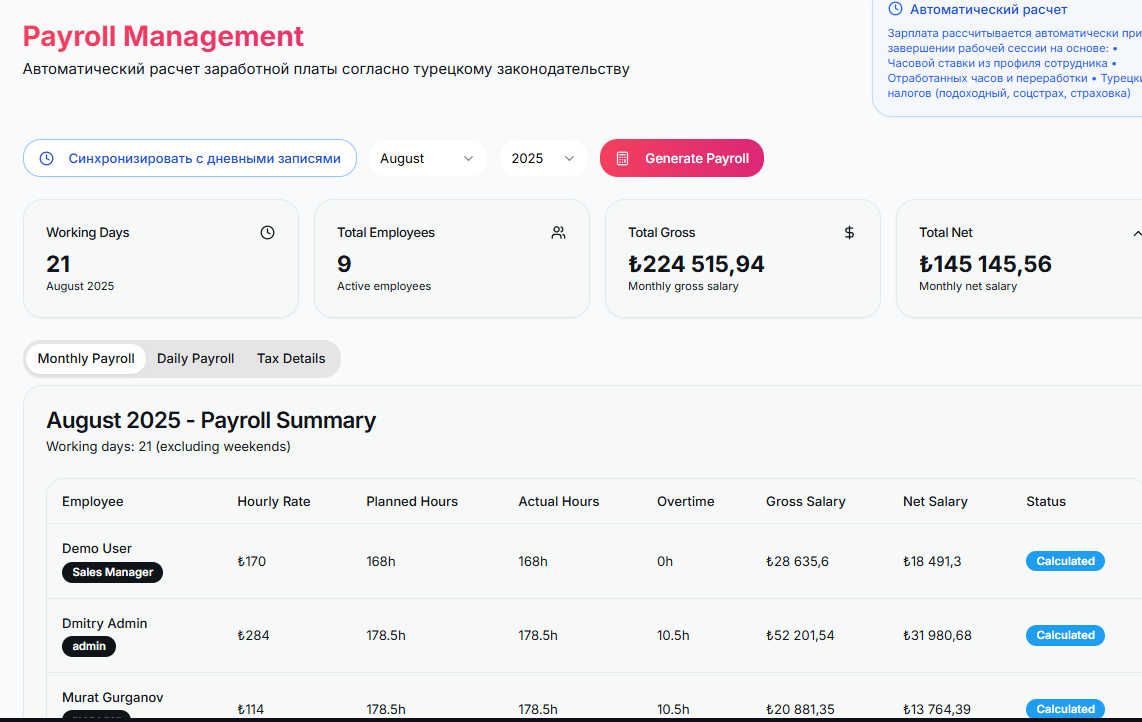 Payroll Management
Автоматический расчет заработной платы согласно турецкому законодательству
Автоматический расчет
Зарплата рассчитывается автоматически при
завершении рабочей сессии на основе: •
Часовой ставки из профиля сотрудника •
Отработанных часов и переработки •
налогов (подоходный, соцстрах, страховка)
Синхронизировать с дневными записями
August
2025
Generate Payroll
Working Days
21
August 2025
Total Employees
9
Active employees
Total Gross
₺224 515,94
Monthly gross salary
Total Net
₺145 145,56
Monthly net salary
Monthly Payroll
Daily Payroll
Tax Details
August 2025 - Payroll Summary
Working days: 21 (excluding weekends)
Employee Hourly Rate Planned Hours Actual Hours Overtime Gross Salary Net Salary Status
Demo User
Sales Manager
₺170 168h 168h 0h ₺28 635,6 ₺18 491,3 Calculated
Dmitry Admin
admin
₺284 178.5h 178.5h 10.5h ₺52 201,54 ₺31 980,68 Calculated
Murat Gurganov
₺114 178.5h 178.5h 10.5h ₺20 881,35 ₺13 764,39 Calculated